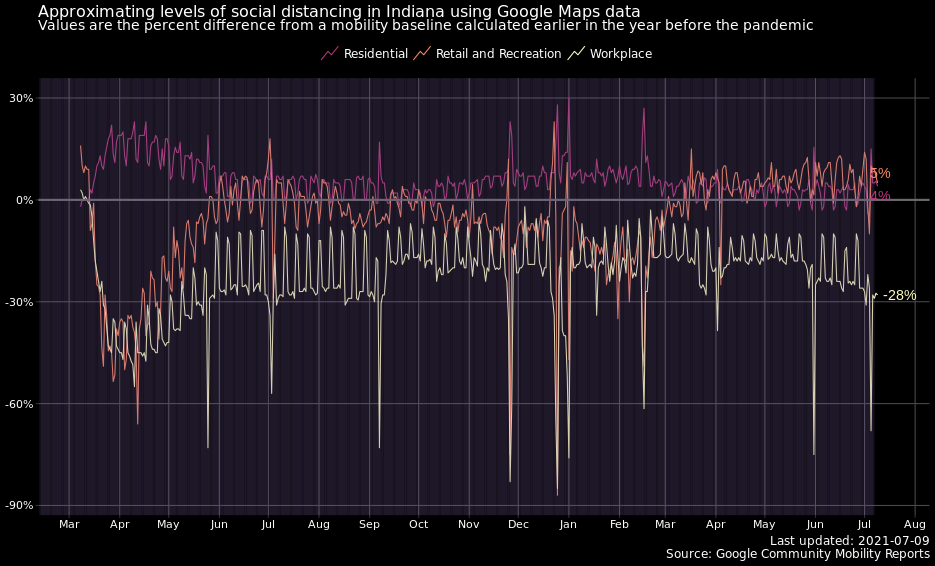 Approximating levels of social distancing in Indiana using Google Maps data
Values are the percent difference from a mobility baseline calculated earlier in the year before the pandemic
Residential Retail and Recreation Workplace
30%
0%
-30%
-60%
-90%
5%
4%
-28%
Mar Apr May Jun Jul Aug Sep Oct Nov Dec Jan Feb Mar Apr May Jun Jul Aug
Last updated: 2021-07-09
Source: Google Community Mobility Reports